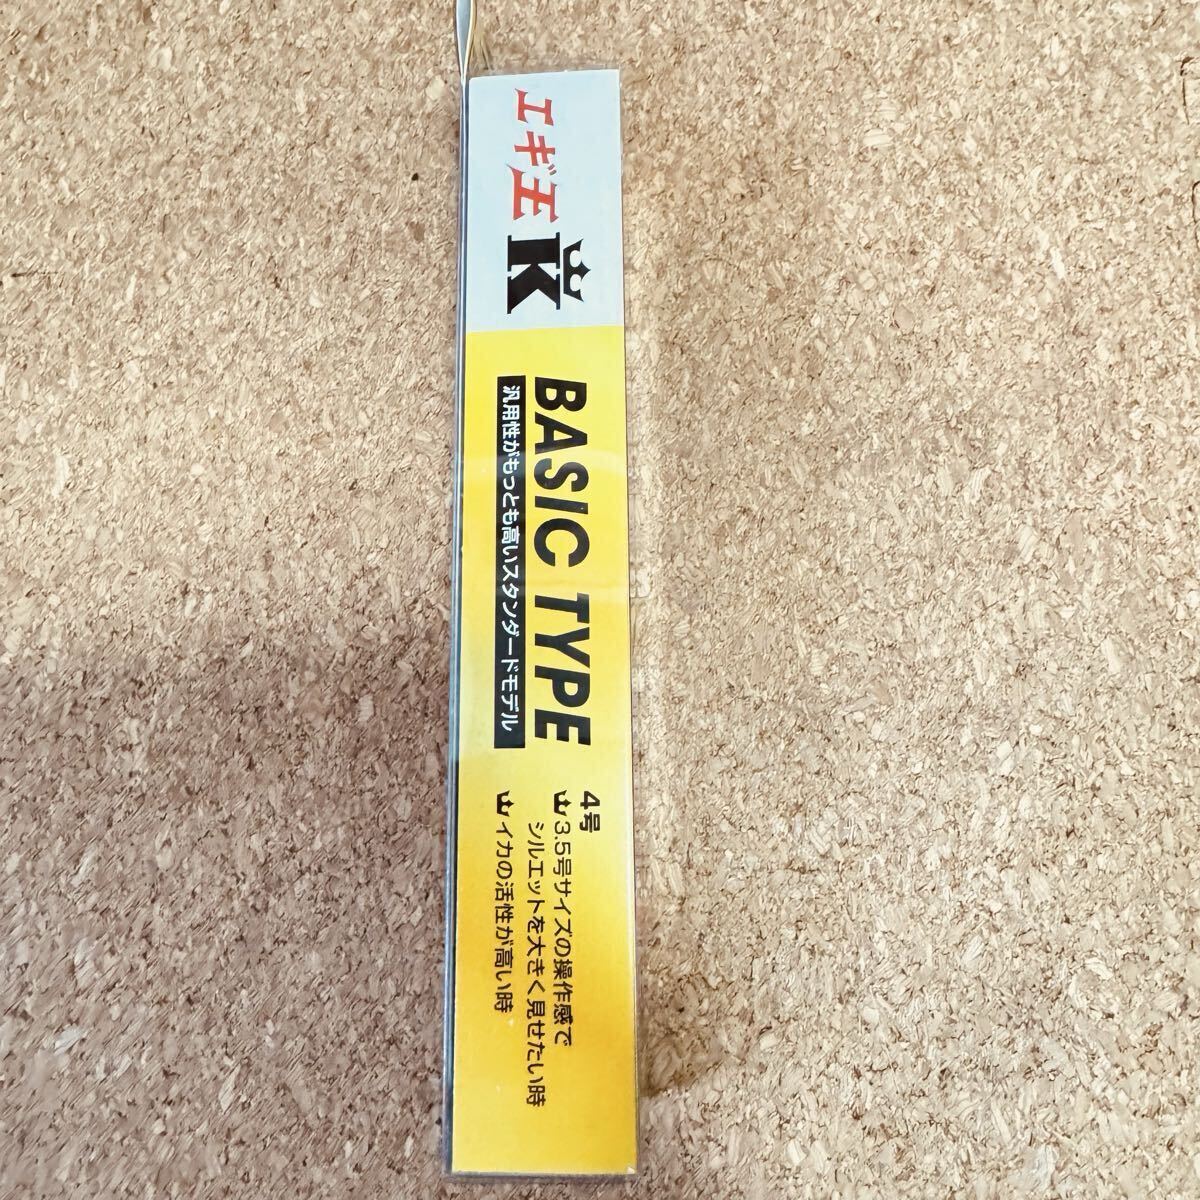 エギ王
K
BASIC TYPE
汎用性がもっとも高いスタンダードモデル
4号
3.5号サイズの操作感で
シルエットを大きく見せたい時
イカの活性が高い時